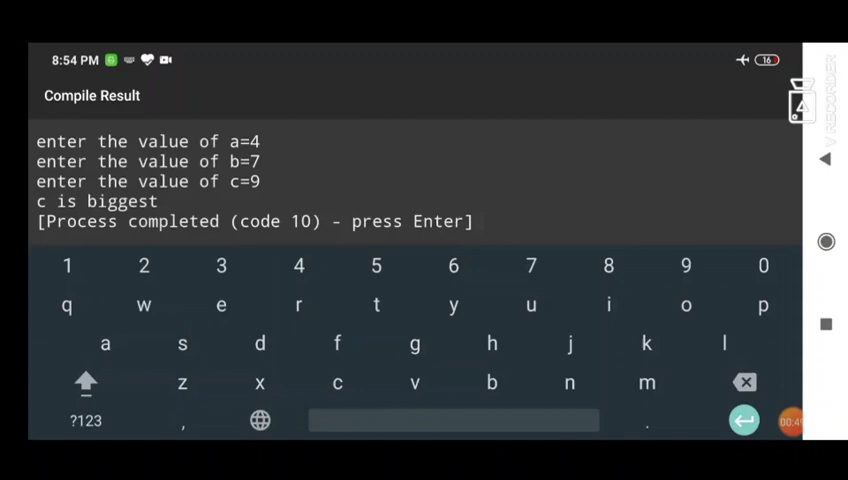 8:54 PM
16
Compile Result
V RECORDER
enter the value of a=4
enter the value of b=7
enter the value of c=9
c is biggest
[Process completed (code 10) - press Enter]
1 2 3 4 5 6 7 8 9 0
q w e r t y u i o p
a s d f g h j k l
z x c v b n m
?123 , .